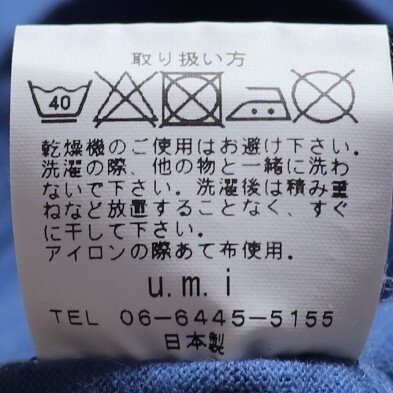 取り扱い方
40
乾燥機のご使用はお避け下さい。
洗濯の際、他の物と一緒に洗わ
ないで下さい。洗濯後は積み重
ねなど放置することなく、すぐ
に干して下さい。
アイロンの際あて布使用。
u.m.i
TEL 06-6445-5155
日本製